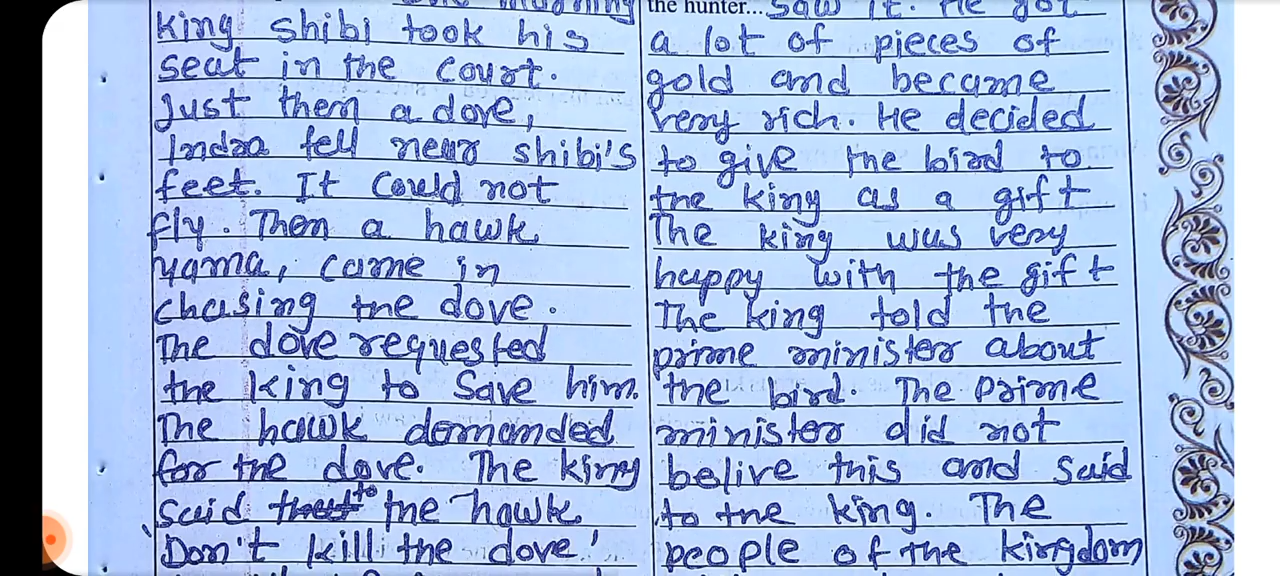 king Shibi took his
seat in the court.
Just then a dove,
Indra fell near shibi's
feet. It could not
fly. Then a hawk
yama, came in
chasing the dove.
The dove requested
the king to save him.
The hawk demanded
for the dove. The king
said to the hawk
'Don't kill the dove'
the hunter... saw it. He got
a lot of pieces of
gold and became
very rich. He decided
to give the bird to
the king as a gift
The king was very
happy with the gift
The king told the
prime minister about
the bird. The Prime
minister did not
belive this and said
to the king. The
people of the kingdom